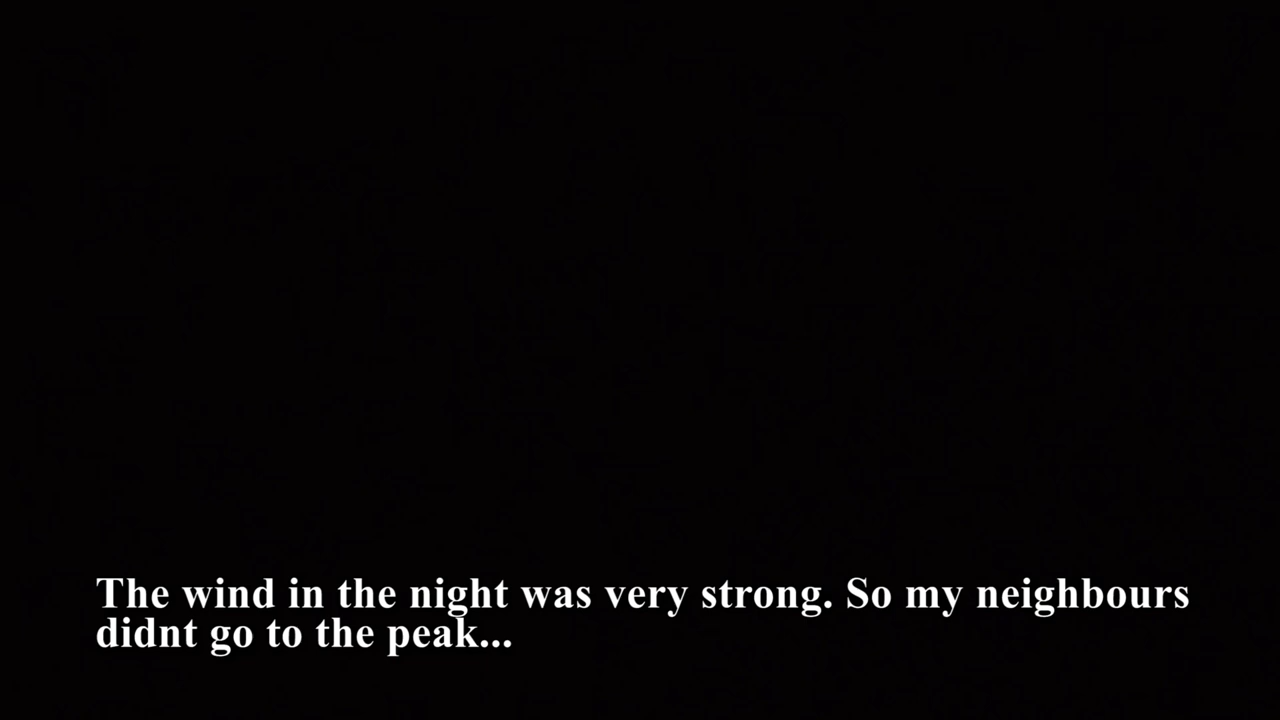 The wind in the night was very strong. So my neighbours
didnt go to the peak...